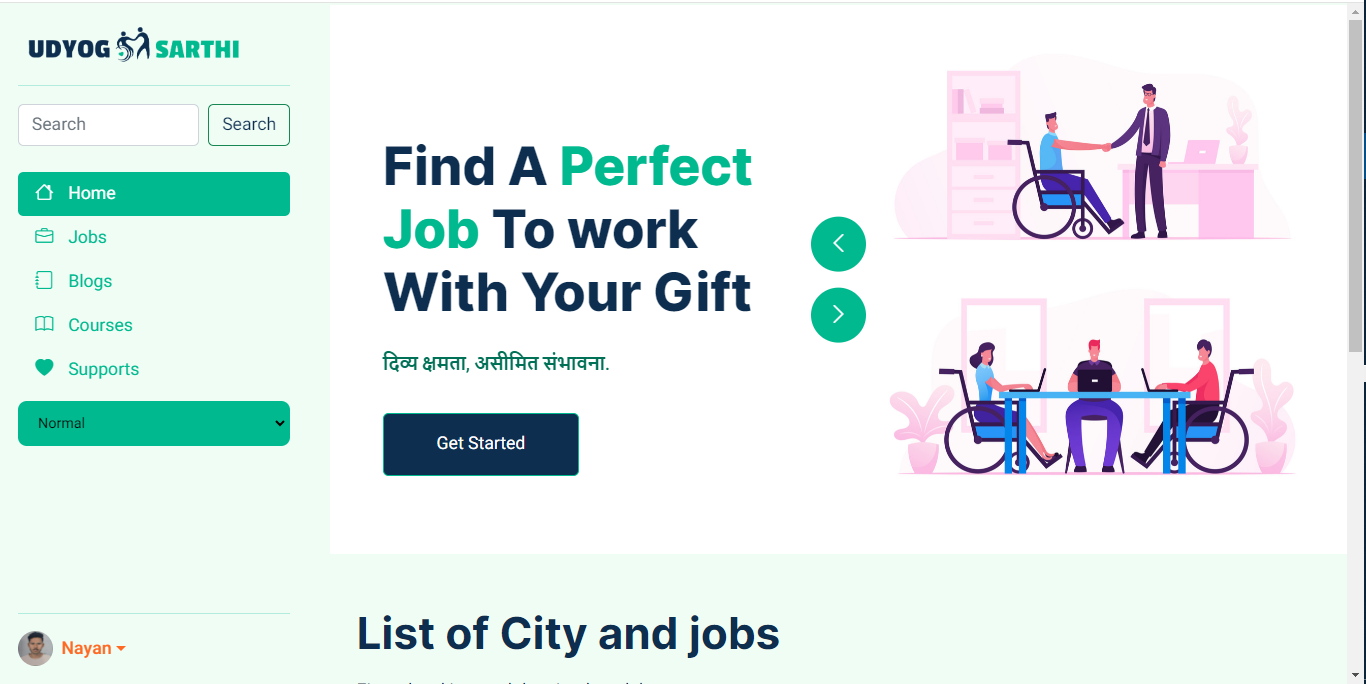 UDYOG SARTHI
Search
Search
Home
Jobs
Blogs
Courses
Supports
Normal
Nayan
Find A Perfect
Job To work
With Your Gift
दिव्य क्षमता, असीमित संभावना.
Get Started
List of City and jobs